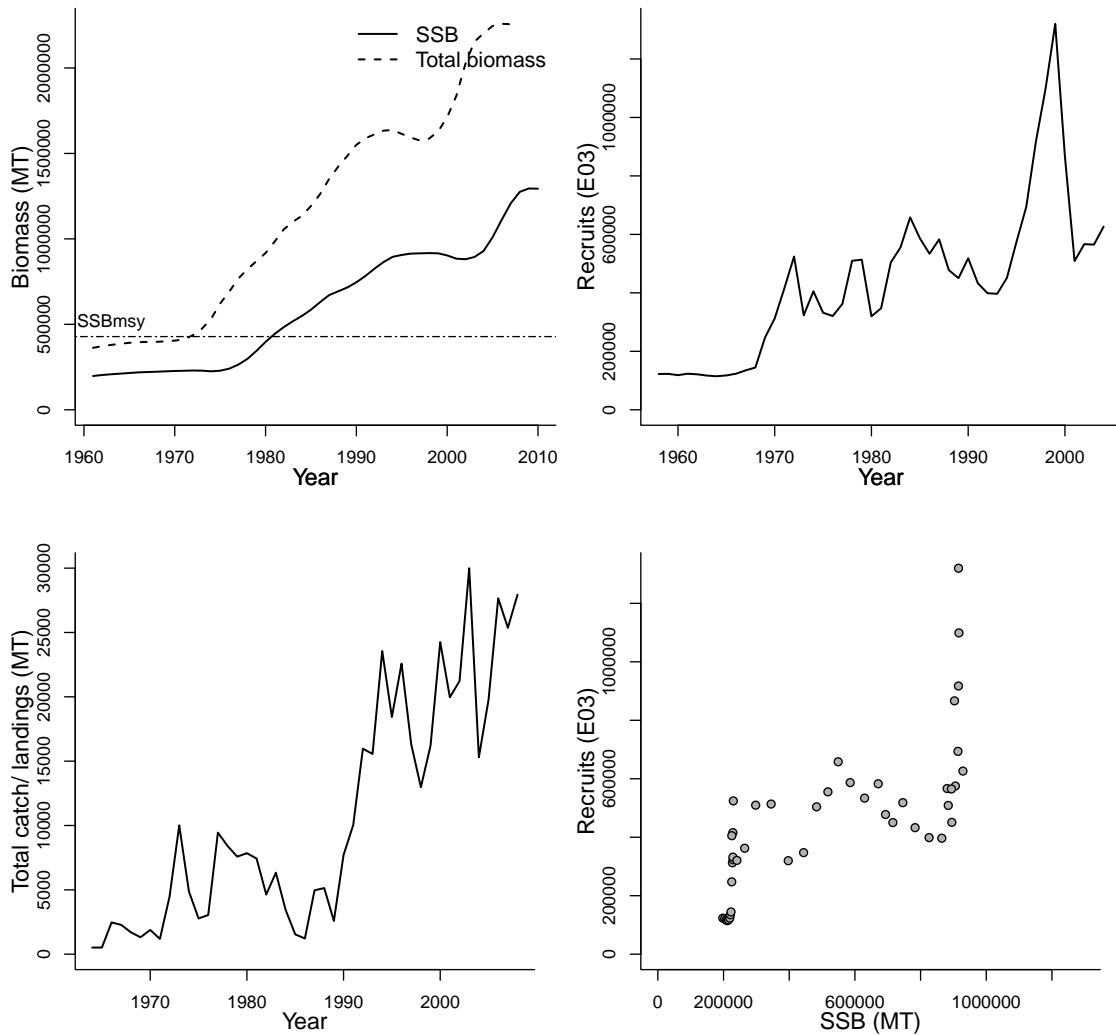 SSB
Total biomass
SSBmsy
Biomass (MT)
0 500000 1000000 1500000 2000000
1960 1970 1980 1990 2000 2010
Year
Recruits (E03)
0 200000 600000 1000000
1960 1970 1980 1990 2000
Year
Total catch/ landings (MT)
0 5000 10000 15000 20000 25000 30000
1970 1980 1990 2000
Year
Recruits (E03)
0 200000 600000 1000000
0 200000 600000 1000000
SSB (MT)